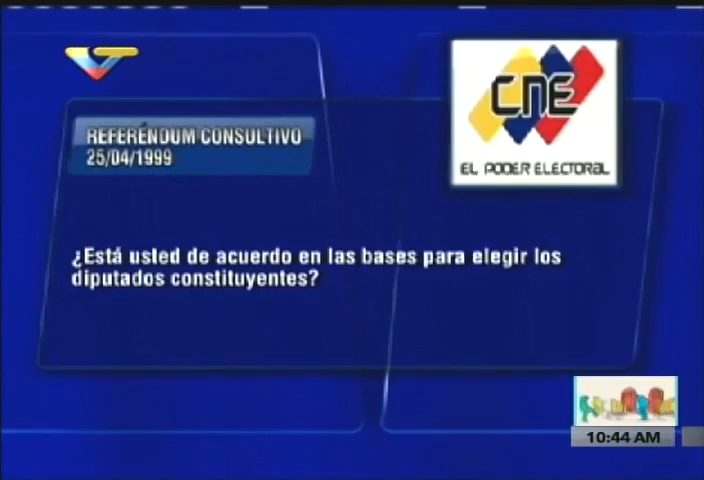 CNE
EL PODER ELECTORAL
REFERÉNDUM CONSULTIVO
25/04/1999
¿Está usted de acuerdo en las bases para elegir los
diputados constituyentes?
10:44 AM